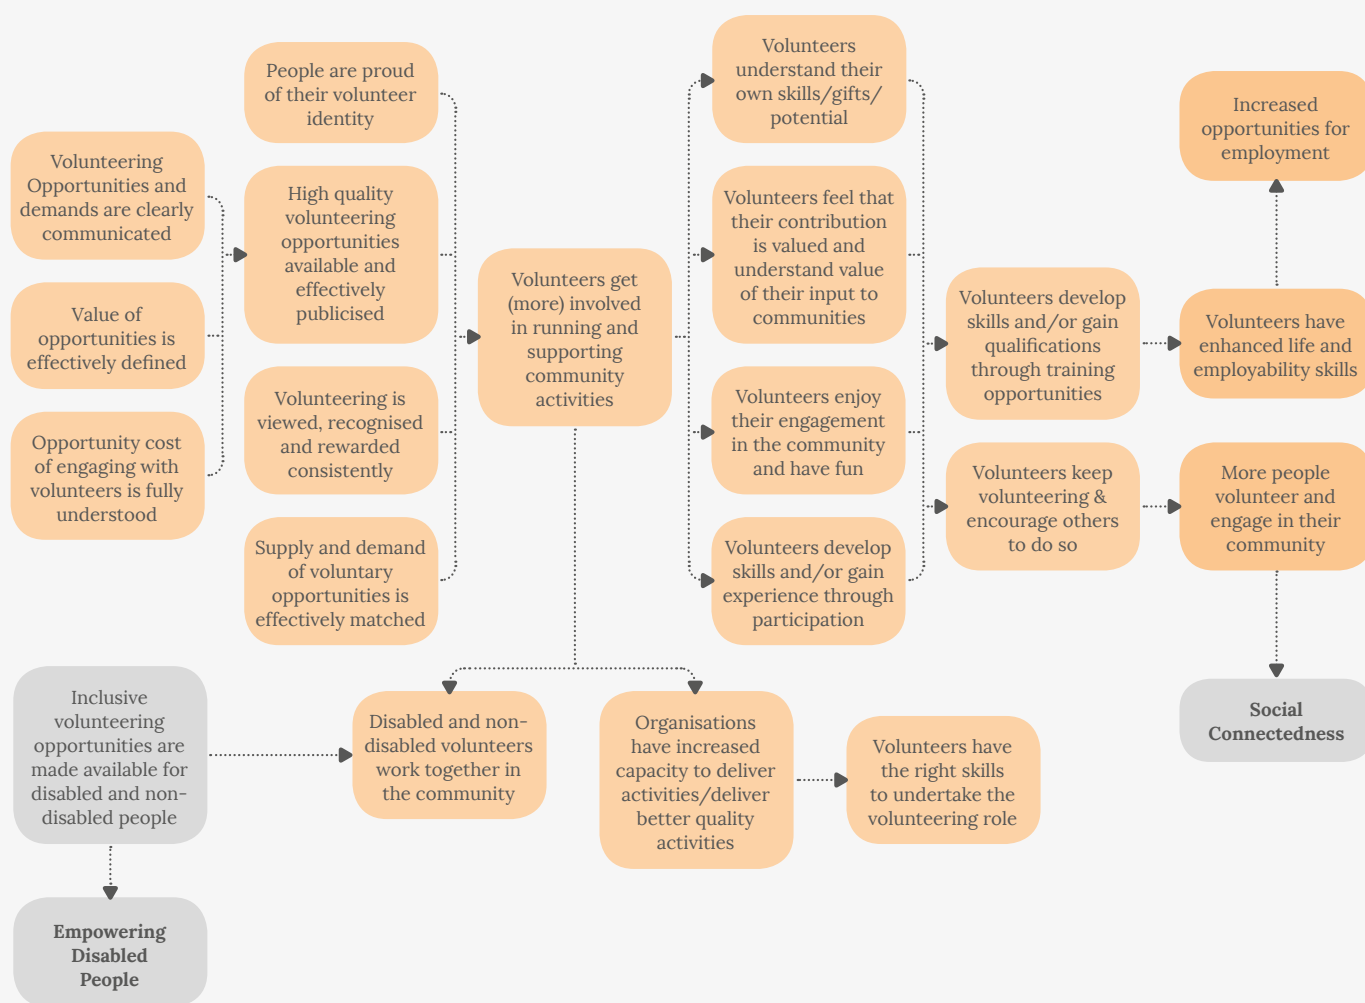 Volunteering
Opportunities and
demands are clearly
communicated
Value of
opportunities is
effectively defined
Opportunity cost
of engaging with
volunteers is fully
understood
People are proud
of their volunteer
identity
High quality
volunteering
opportunities
available and
effectively
publicised
Volunteering is
viewed, recognised
and rewarded
consistently
Supply and demand
of voluntary
opportunities is
effectively matched
Volunteers get
(more) involved
in running and
supporting
community
activities
Volunteers
understand their
own skills/gifts/
potential
Volunteers feel that
their contribution
is valued and
understand value
of their input to
communities
Volunteers enjoy
their engagement
in the community
and have fun
Volunteers develop
skills and/or gain
experience through
participation
Volunteers develop
skills and/or gain
qualifications
through training
opportunities
Volunteers keep
volunteering &
encourage others
to do so
Increased
opportunities for
employment
Volunteers have
enhanced life and
employability skills
More people
volunteer and
engage in their
community
Social
Connectedness
Inclusive
volunteering
opportunities are
made available for
disabled and non-
disabled people
Empowering
Disabled
People
Disabled and non-
disabled volunteers
work together in
the community
Organisations
have increased
capacity to deliver
activities/deliver
better quality
activities
Volunteers have
the right skills
to undertake the
volunteering role